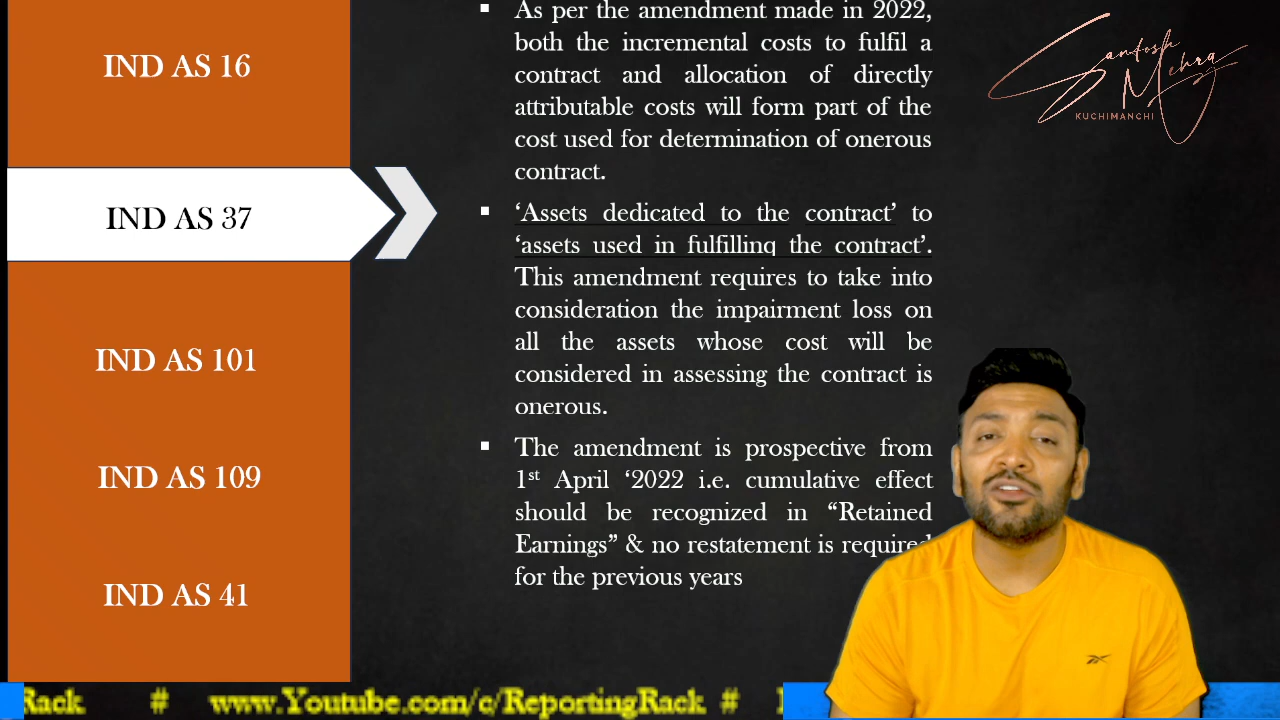 IND AS 16
IND AS 37
IND AS 101
IND AS 109
IND AS 41
As per the amendment made in 2022,
both the incremental costs to fulfil a
contract and allocation of directly
attributable costs will form part of the
cost used for determination of onerous
contract.
‘Assets dedicated to the contract’ to
‘assets used in fulfilling the contract’.
This amendment requires to take into
consideration the impairment loss on
all the assets whose cost will be
considered in assessing the contract is
onerous.
The amendment is prospective from
1st April ‘2022 i.e. cumulative effect
should be recognized in “Retained
Earnings” & no restatement is required
for the previous years
Santosh
Mehra
KUCHIMANCHI
Rack # www.Youtube.com/c/ReportingRack #